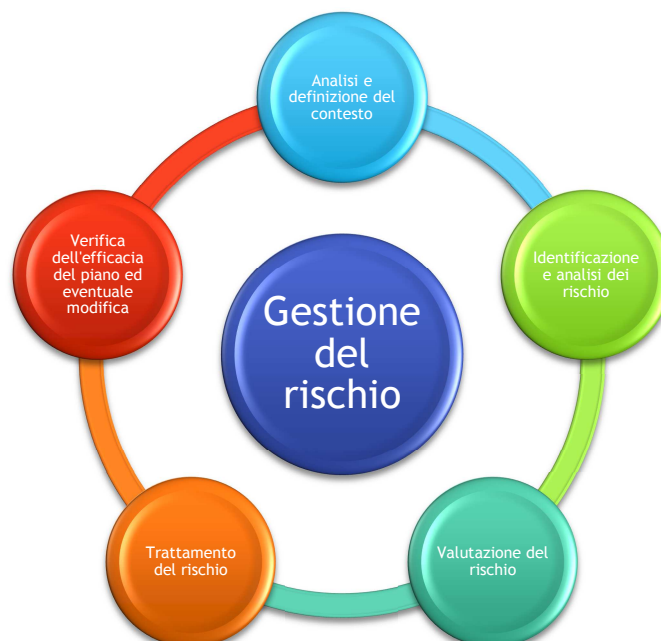 Analisi e
definizione del
contesto
Identificazione
e analisi dei
rischio
Valutazione del
rischio
Trattamento
del rischio
Verifica
dell'efficacia
del piano ed
eventuale
modifica
Gestione
del
rischio